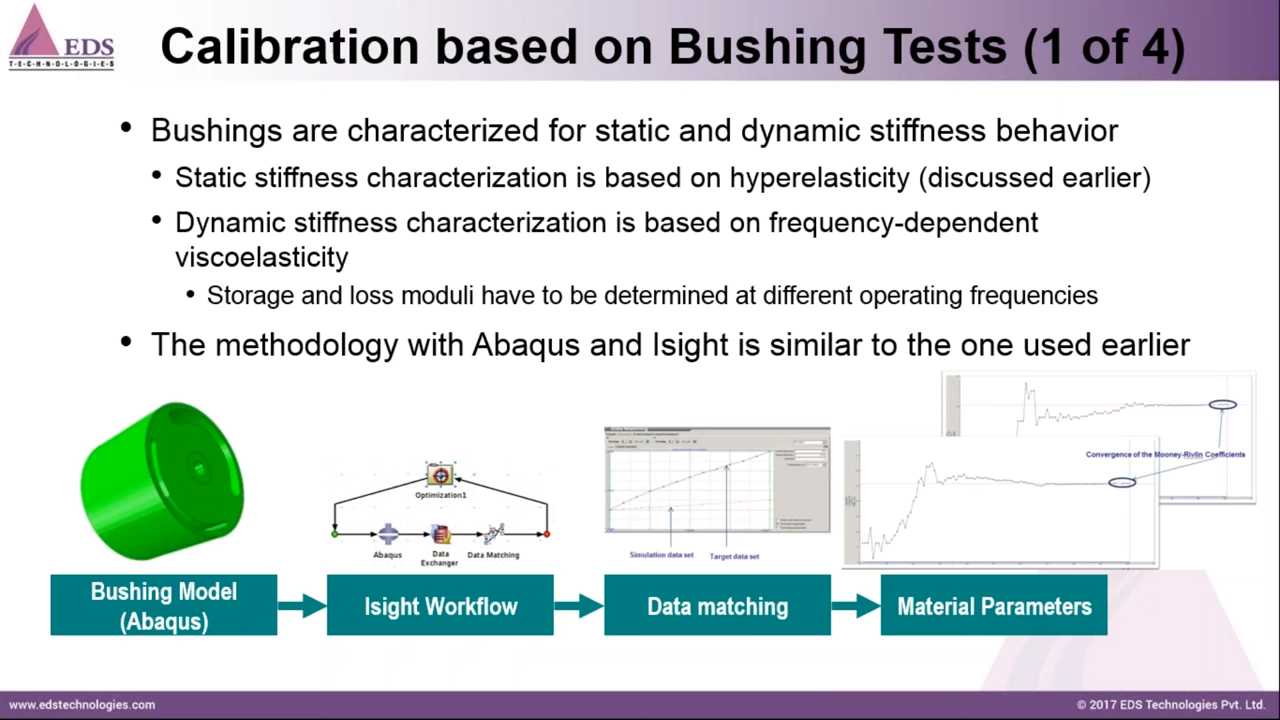 EDS
T·E·C·H·N·O·L·O·G·I·E·S
Calibration based on Bushing Tests (1 of 4)
• Bushings are characterized for static and dynamic stiffness behavior
• Static stiffness characterization is based on hyperelasticity (discussed earlier)
• Dynamic stiffness characterization is based on frequency-dependent
viscoelasticity
• Storage and loss moduli have to be determined at different operating frequencies
• The methodology with Abaqus and Isight is similar to the one used earlier
Optimization1
Abaqus
Data
Exchanger
Data Matching
Simulation data set
Target data set
Convergence of the Mooney-Rivlin Coefficients
Bushing Model
(Abaqus)
Isight Workflow
Data matching
Material Parameters
www.edstechnologies.com
© 2017 EDS Technologies Pvt. Ltd.